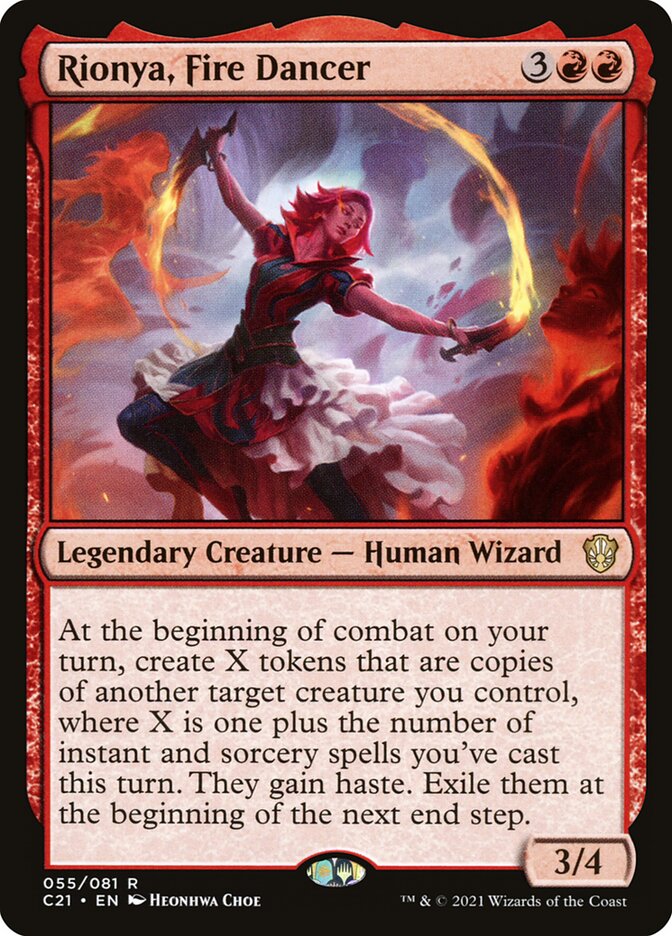 Rionya, Fire Dancer 3
Legendary Creature — Human Wizard
At the beginning of combat on your
turn, create X tokens that are copies
of another target creature you control,
where X is one plus the number of
instant and sorcery spells you've cast
this turn. They gain haste. Exile them at
the beginning of the next end step.
3/4
055/081 R
C21 • EN Heonhwa Choe
™ & © 2021 Wizards of the Coast